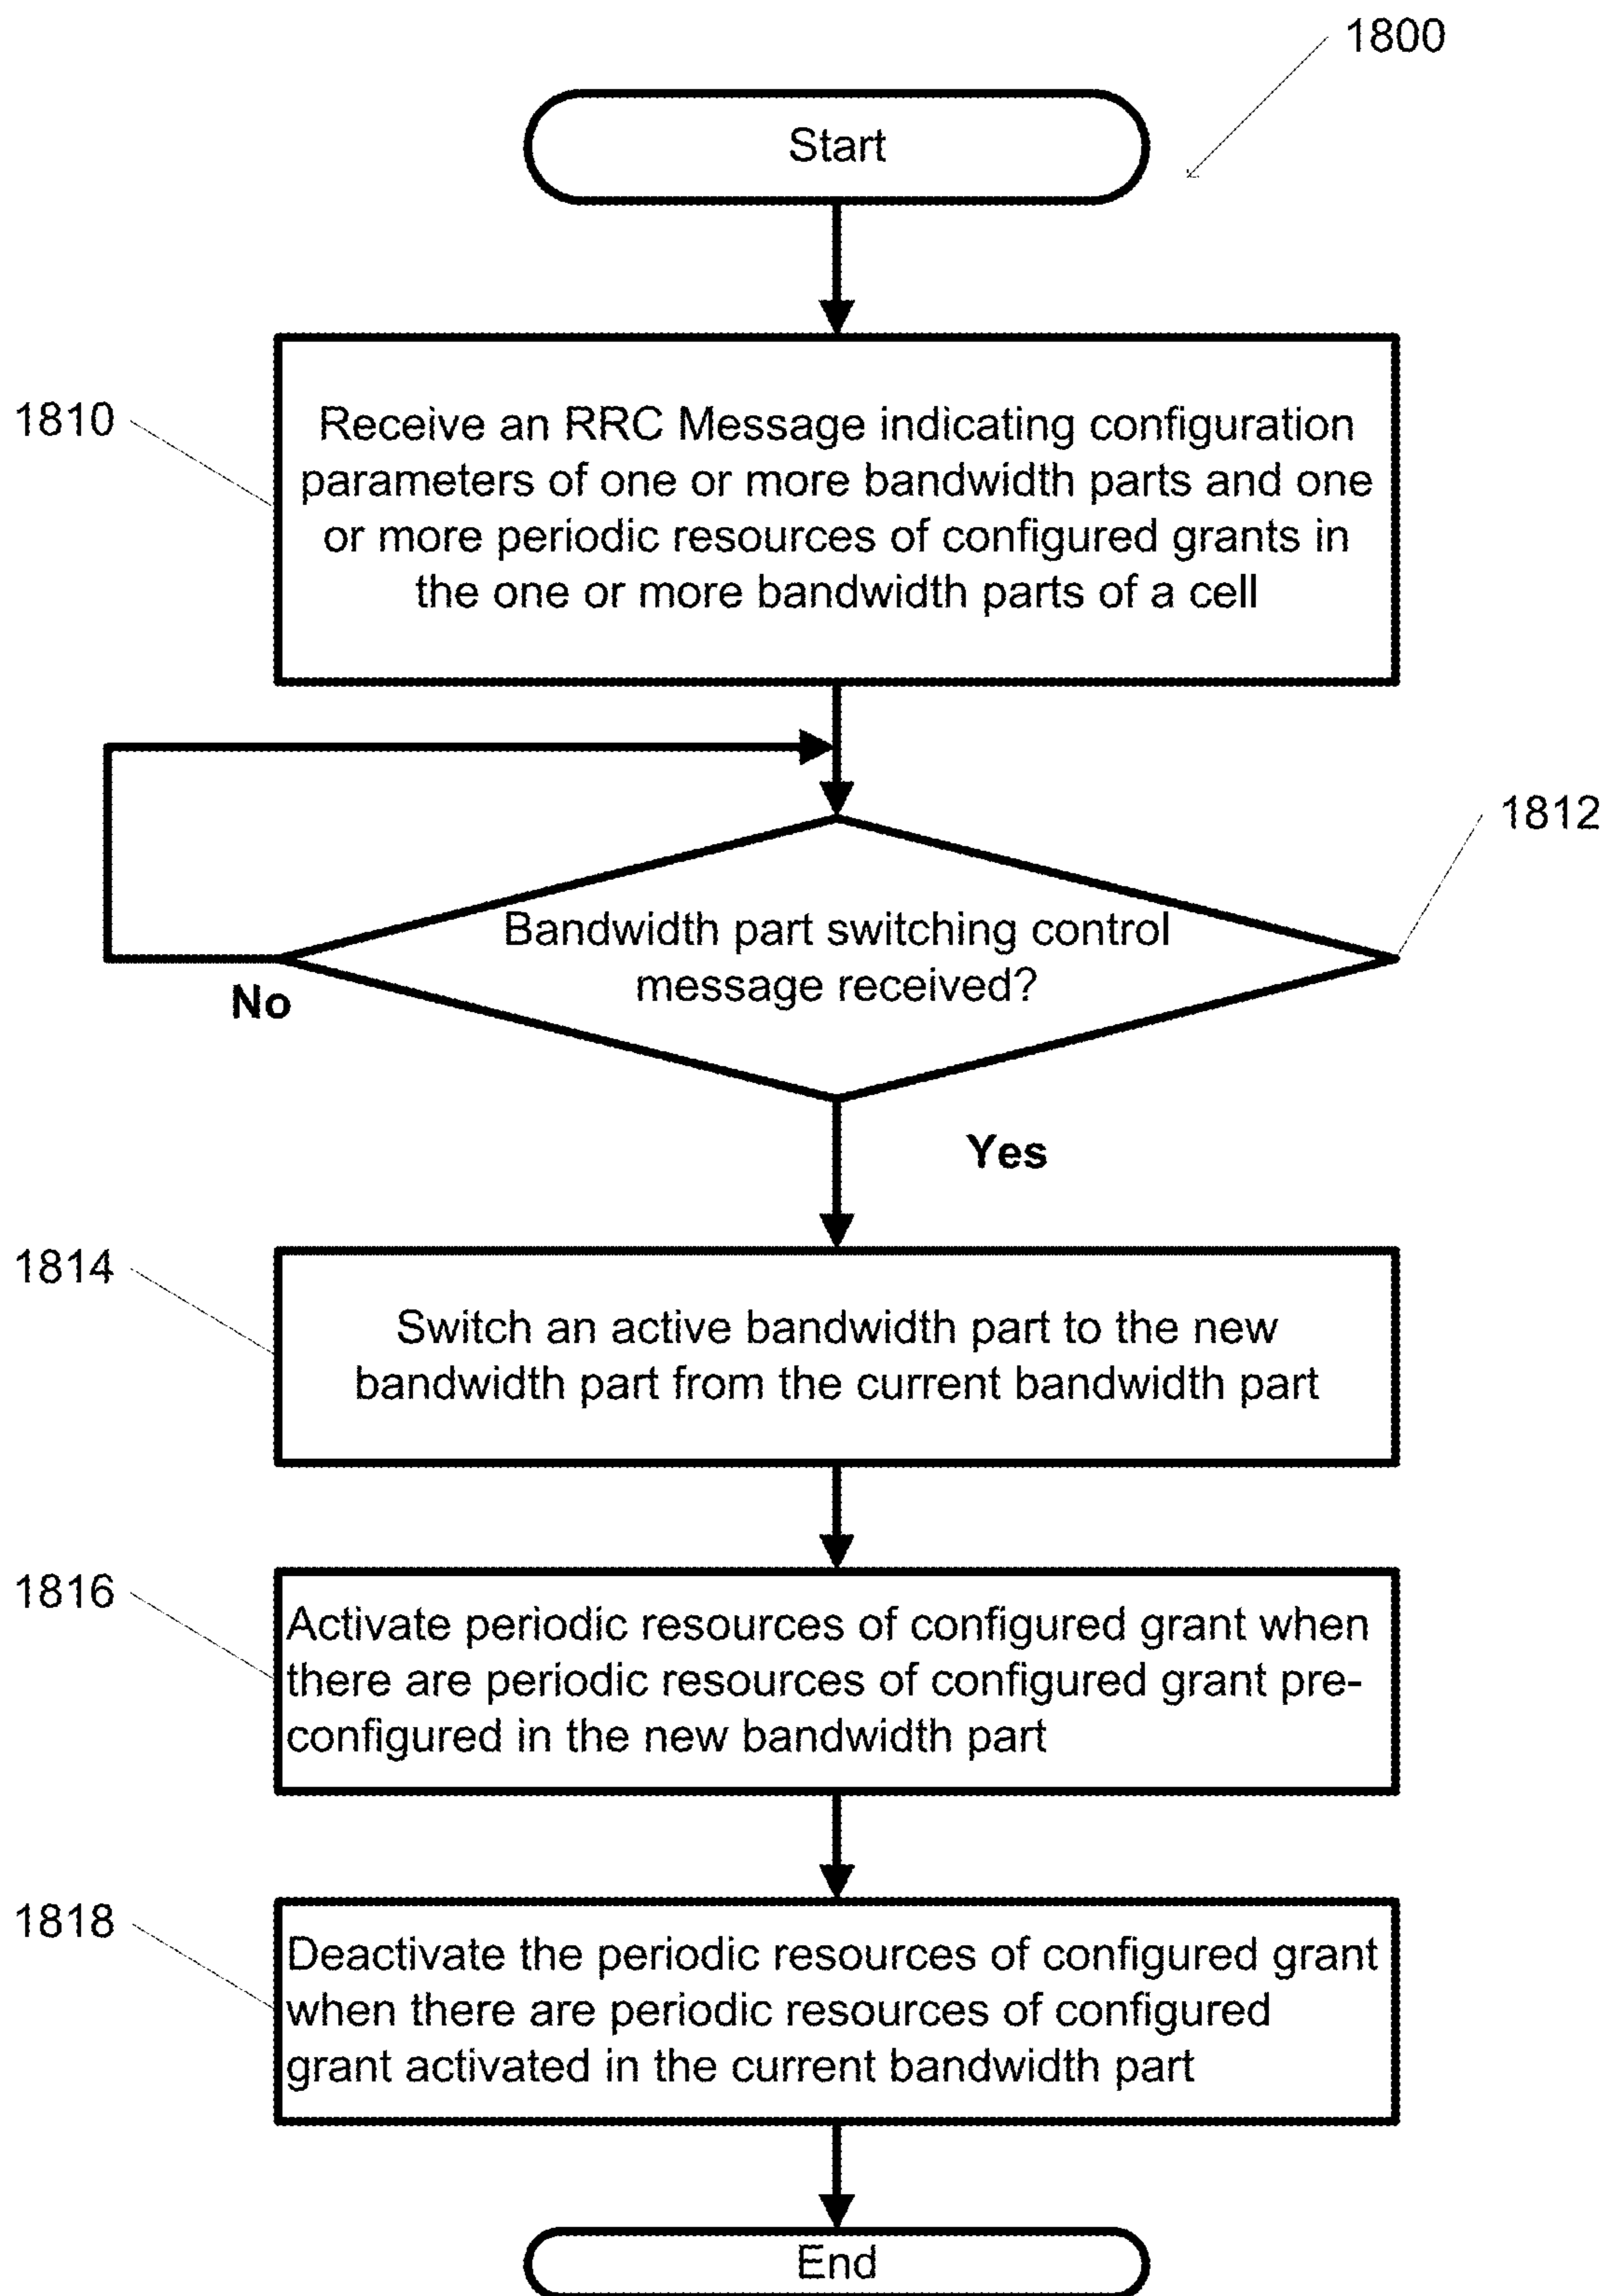 1800
Start
1810
Receive an RRC Message indicating configuration
parameters of one or more bandwidth parts and one
or more periodic resources of configured grants in
the one or more bandwidth parts of a cell
1812
Bandwidth part switching control
message received?
No
Yes
1814
Switch an active bandwidth part to the new
bandwidth part from the current bandwidth part
1816
Activate periodic resources of configured grant when
there are periodic resources of configured grant pre-
configured in the new bandwidth part
1818
Deactivate the periodic resources of configured grant
when there are periodic resources of configured
grant activated in the current bandwidth part
End